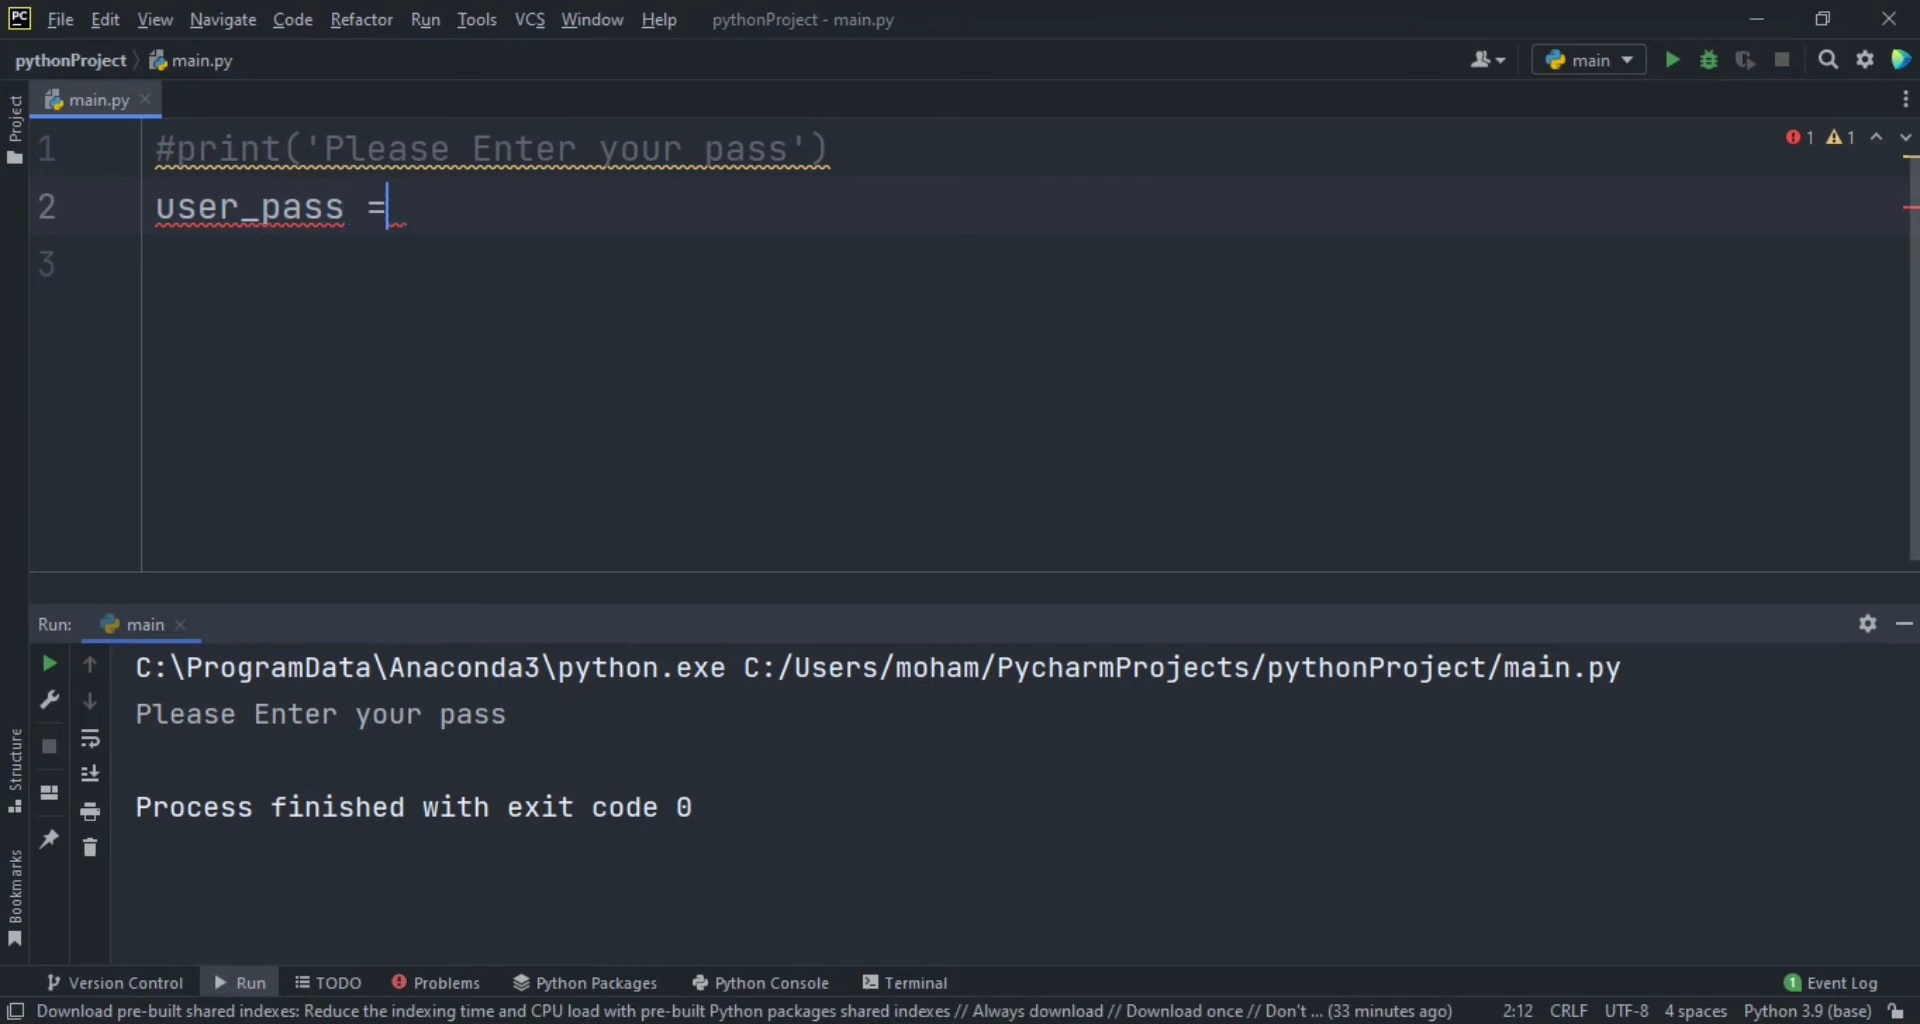 PC File Edit View Navigate Code Refactor Run Tools VCS Window Help pythonProject - main.py
pythonProject main.py main
Project
main.py
1 #print('Please Enter your pass') 1 1
2 user_pass =
3
Run: main
C:\ProgramData\Anaconda3\python.exe C:/Users/moham/PycharmProjects/pythonProject/main.py
Please Enter your pass
Process finished with exit code 0
Structure
Bookmarks
Version Control Run TODO Problems Python Packages Python Console Terminal 1 Event Log
Download pre-built shared indexes: Reduce the indexing time and CPU load with pre-built Python packages shared indexes // Always download // Download once // Don't ... (33 minutes ago) 2:12 CRLF UTF-8 4 spaces Python 3.9 (base)